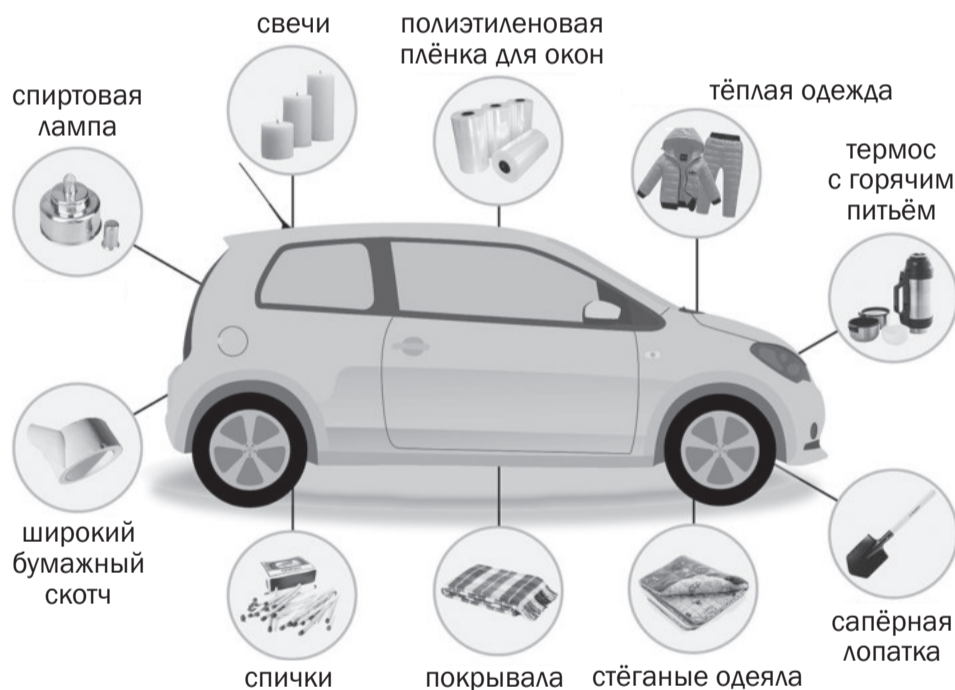 свечи
полиэтиленовая
плёнка для окон
тёплая одежда
спиртовая
лампа
термос
с горячим
питьём
широкий
бумажный
скотч
спички
покрывала
стёганые одеяла
сапёрная
лопатка